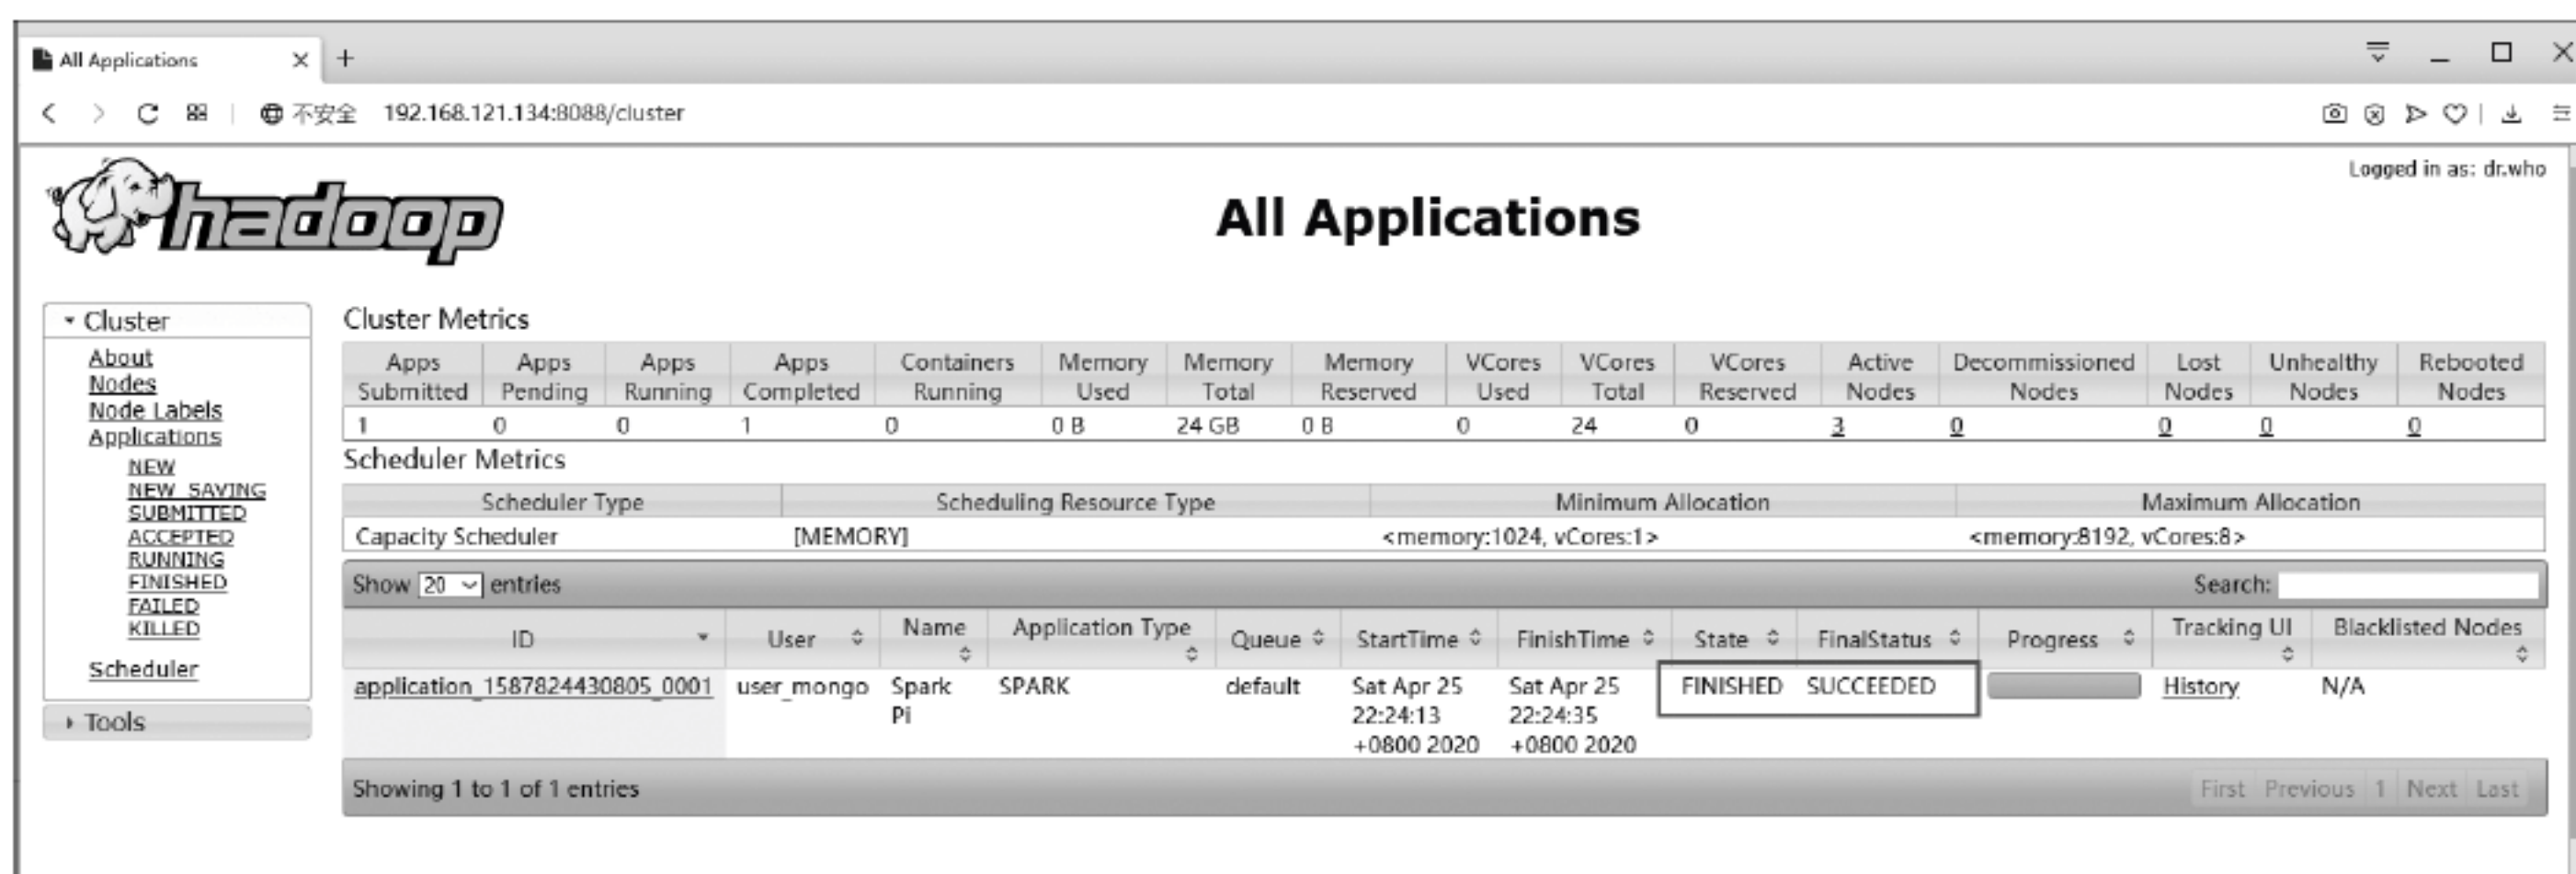 All Applications
不安全 192.168.121.134:8088/cluster
Logged in as: dr.who
hadoop
All Applications
Cluster
About
Nodes
Node Labels
Applications
NEW
NEW_SAVING
SUBMITTED
ACCEPTED
RUNNING
FINISHED
FAILED
KILLED
Scheduler
Tools
Cluster Metrics
Apps Submitted Apps Pending Apps Running Apps Completed Containers Running Memory Used Memory Total Memory Reserved VCores Used VCores Total VCores Reserved Active Nodes Decommissioned Nodes Lost Nodes Unhealthy Nodes Rebooted Nodes
1 0 0 1 0 0 B 24 GB 0 B 0 24 0 3 0 0 0 0
Scheduler Metrics
Scheduler Type Scheduling Resource Type Minimum Allocation Maximum Allocation
Capacity Scheduler [MEMORY] <memory:1024, vCores:1> <memory:8192, vCores:8>
Show 20 entries Search:
ID User Name Application Type Queue StartTime FinishTime State FinalStatus Progress Tracking UI Blacklisted Nodes
application_1587824430805_0001 user_mongo Spark SPARK default Sat Apr 25 Sat Apr 25 FINISHED SUCCEEDED History N/A
Pi 22:24:13 22:24:35
+0800 2020 +0800 2020
Showing 1 to 1 of 1 entries First Previous 1 Next Last